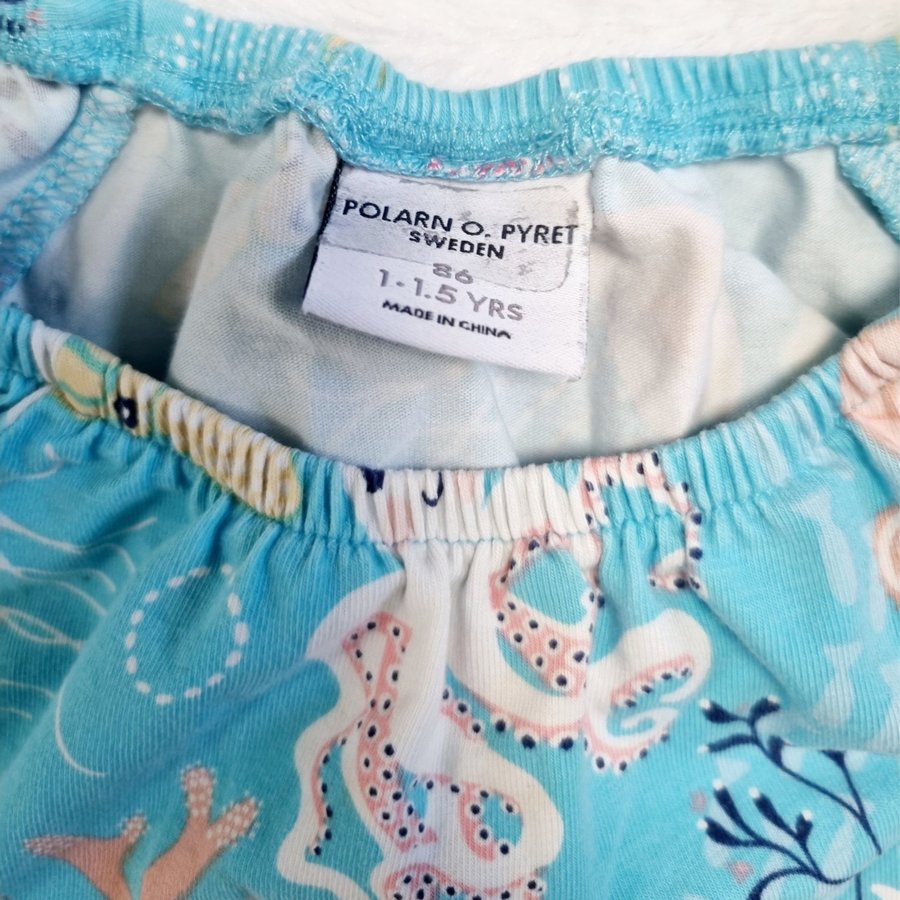 POLARN O. PYRET
SWEDEN
86
1-1.5 YRS
MADE IN CHINA